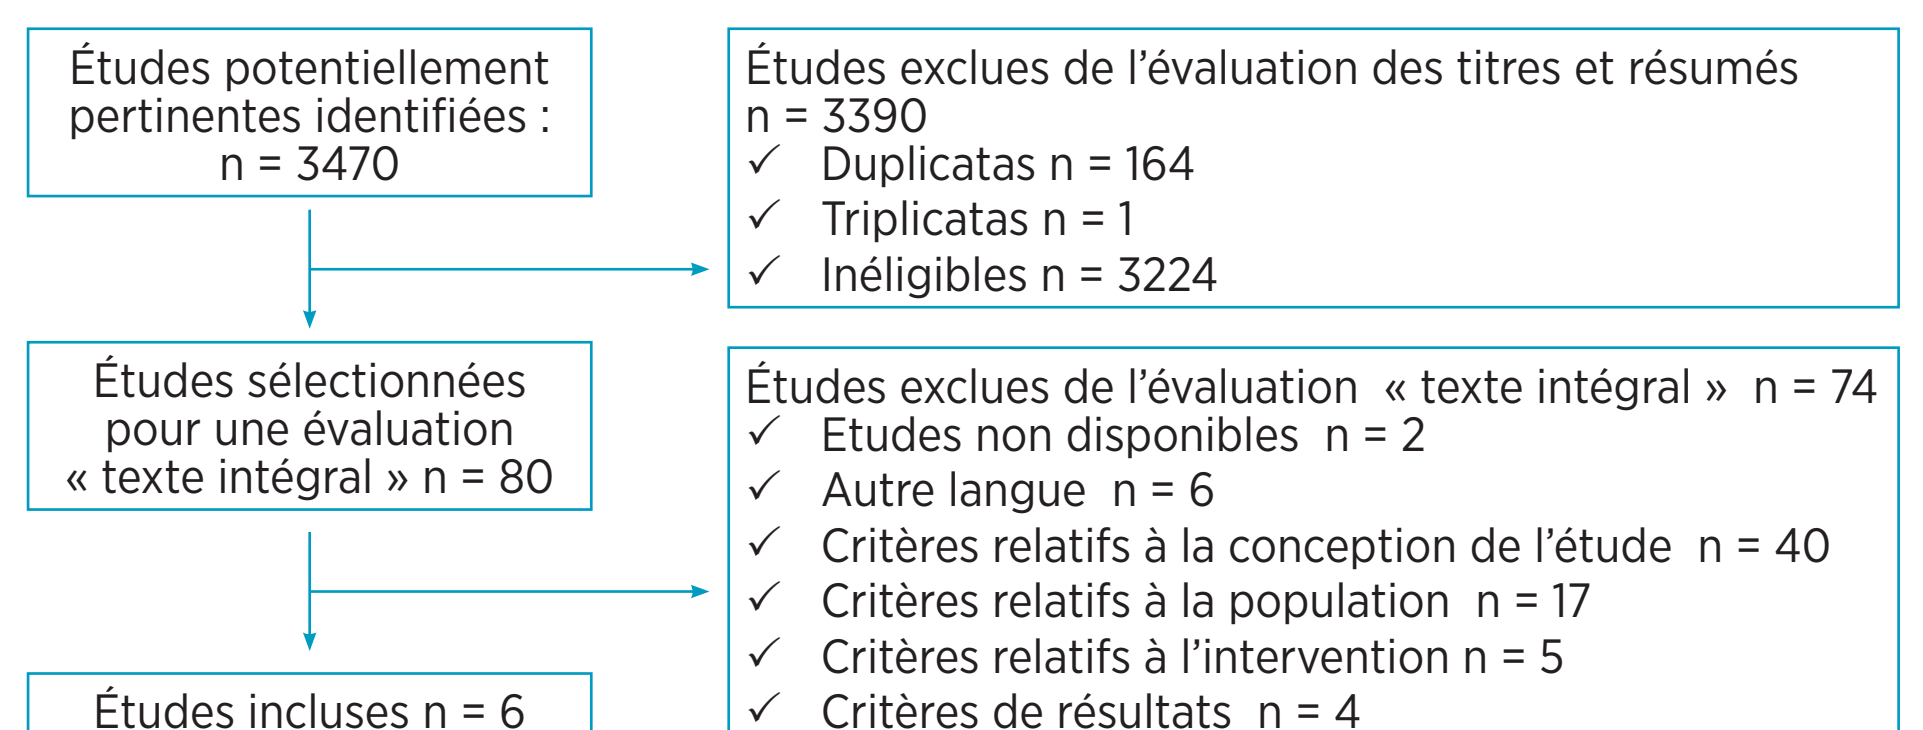 Études potentiellement
pertinentes identifiées :
n = 3470
Études exclues de l’évaluation des titres et résumés
n = 3390
✓ Duplicatas n = 164
✓ Triplicatas n = 1
✓ Inéligibles n = 3224
Études sélectionnées
pour une évaluation
« texte intégral » n = 80
Études exclues de l’évaluation « texte intégral » n = 74
✓ Etudes non disponibles n = 2
✓ Autre langue n = 6
✓ Critères relatifs à la conception de l’étude n = 40
✓ Critères relatifs à la population n = 17
✓ Critères relatifs à l’intervention n = 5
✓ Critères de résultats n = 4
Études incluses n = 6